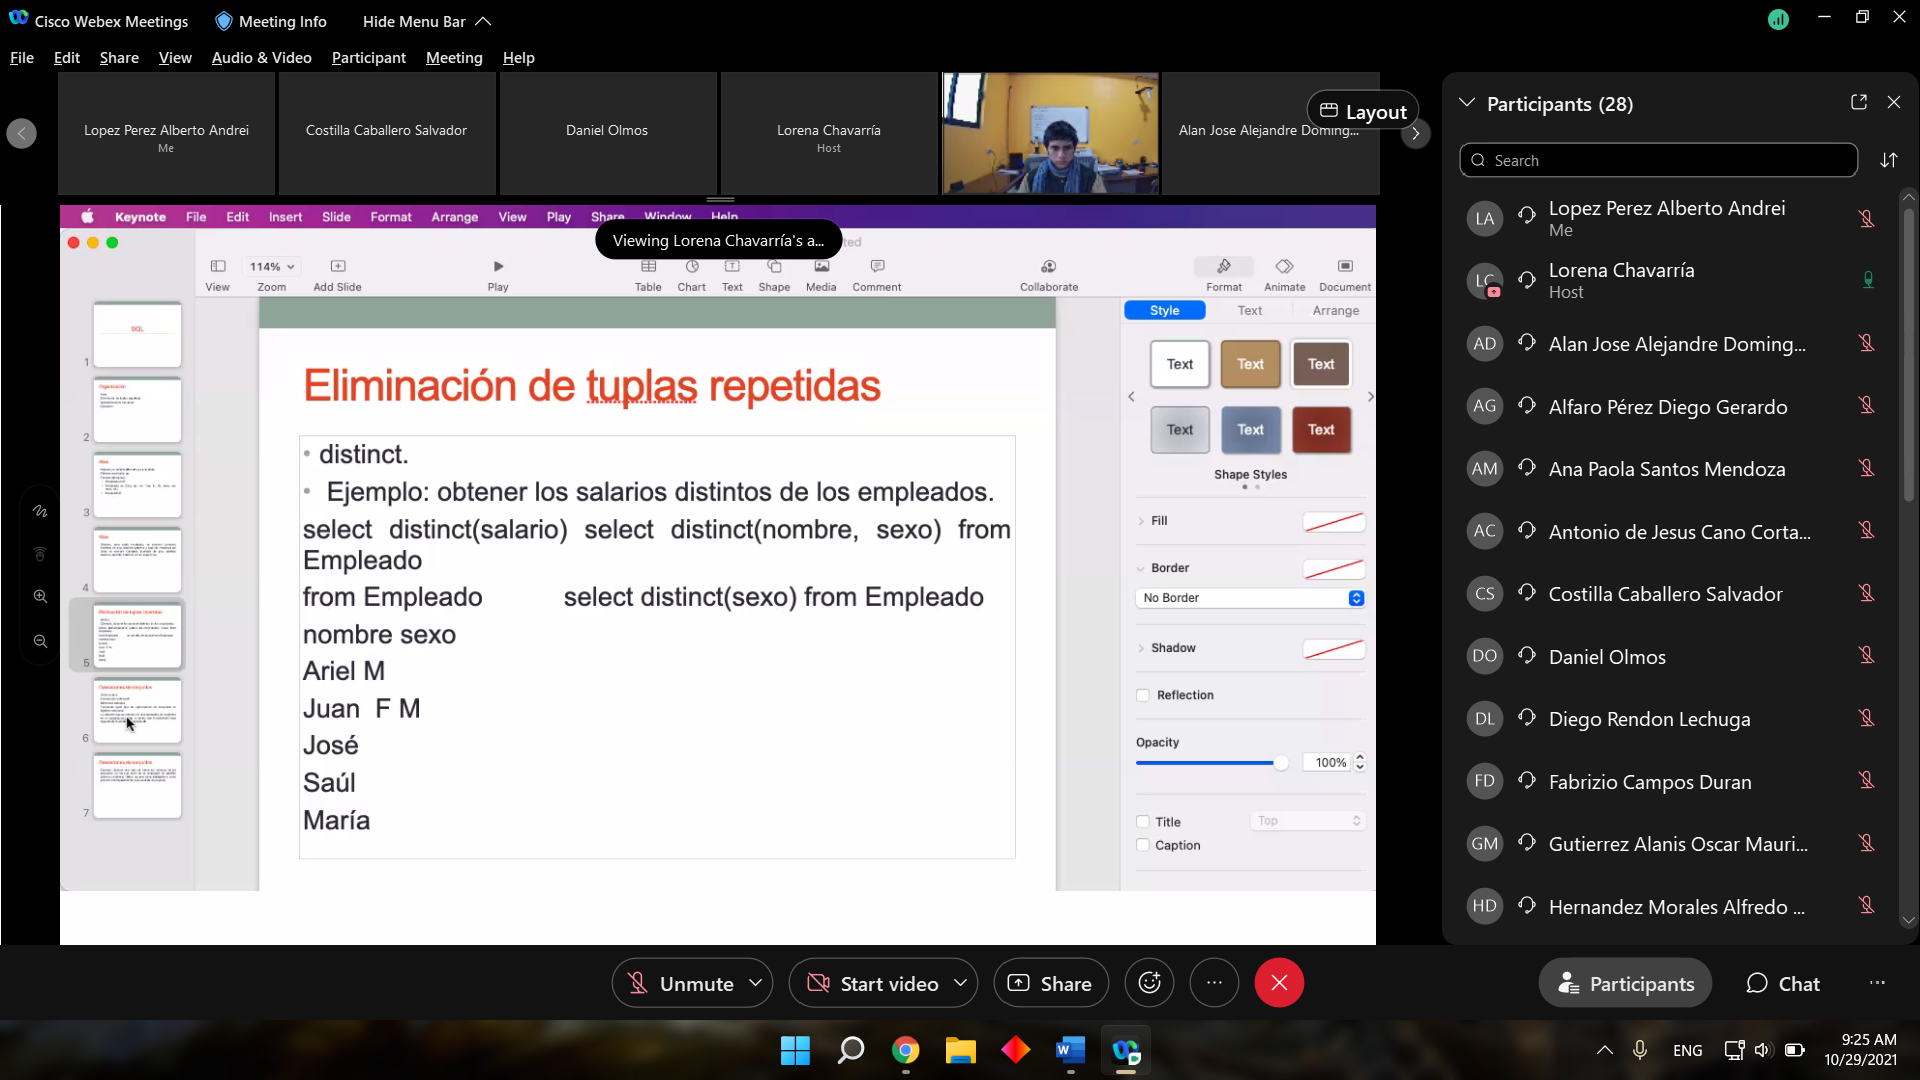 Cisco Webex Meetings Meeting Info Hide Menu Bar
File Edit Share View Audio & Video Participant Meeting Help
Lopez Perez Alberto Andrei
Me
Costilla Caballero Salvador
Daniel Olmos
Lorena Chavarría
Host
Alan Jose Alejandre Doming...
Layout
Keynote File Edit Insert Slide Format Arrange View Play Share Window Help
Viewing Lorena Chavarría's a...
114%
View Zoom Add Slide Play Table Chart Text Shape Media Comment Collaborate Format Animate Document
1
SQL
2
3
4
5
6
7
Eliminación de tuplas repetidas
• distinct.
• Ejemplo: obtener los salarios distintos de los empleados.
select distinct(salario) select distinct(nombre, sexo) from
Empleado
from Empleado select distinct(sexo) from Empleado
nombre sexo
Ariel M
Juan F M
José
Saúl
María
Style Text Arrange
Text Text Text
Text Text Text
Shape Styles
Fill
Border
No Border
Shadow
Reflection
Opacity
100%
Title Top
Caption
Participants (28)
Search
LA Lopez Perez Alberto Andrei
Me
LC Lorena Chavarría
Host
AD Alan Jose Alejandre Doming...
AG Alfaro Pérez Diego Gerardo
AM Ana Paola Santos Mendoza
AC Antonio de Jesus Cano Corta...
CS Costilla Caballero Salvador
DO Daniel Olmos
DL Diego Rendon Lechuga
FD Fabrizio Campos Duran
GM Gutierrez Alanis Oscar Mauri...
HD Hernandez Morales Alfredo ...
Unmute Start video Share Participants Chat
ENG
9:25 AM
10/29/2021